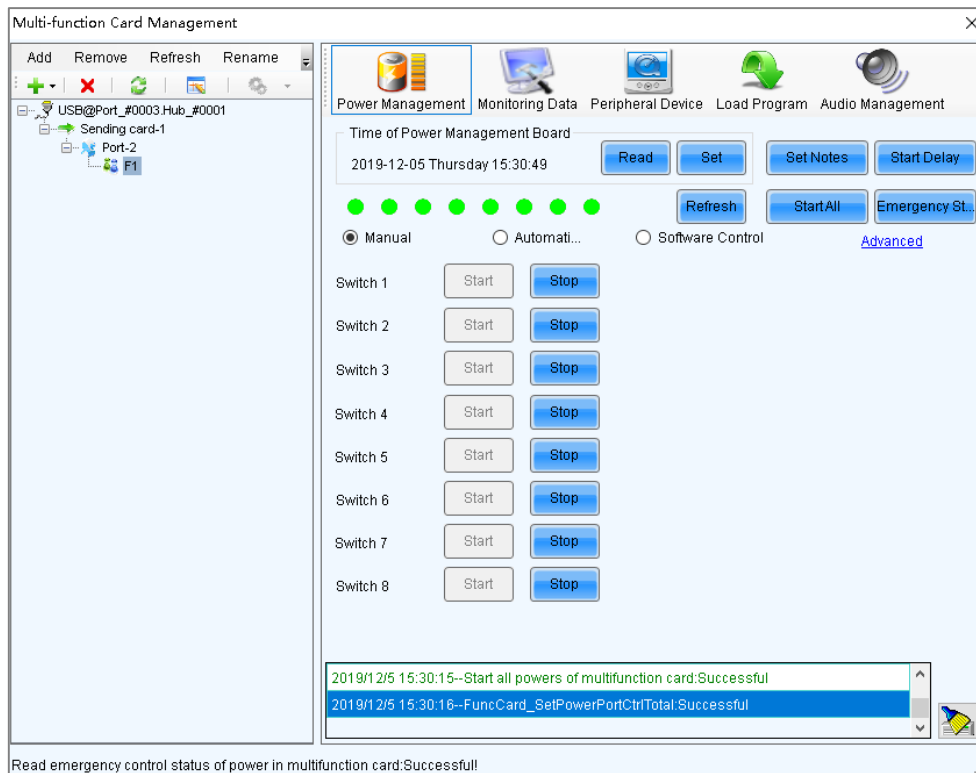 Multi-function Card Management
Add Remove Refresh Rename
USB@Port_#0003.Hub_#0001
Sending card-1
Port-2
F1
Power Management Monitoring Data Peripheral Device Load Program Audio Management
Time of Power Management Board
2019-12-05 Thursday 15:30:49 Read Set Set Notes Start Delay
Refresh Start All Emergency St...
Manual Automati... Software Control Advanced
Switch 1 Start Stop
Switch 2 Start Stop
Switch 3 Start Stop
Switch 4 Start Stop
Switch 5 Start Stop
Switch 6 Start Stop
Switch 7 Start Stop
Switch 8 Start Stop
2019/12/5 15:30:15--Start all powers of multifunction card:Successful
2019/12/5 15:30:16--FuncCard_SetPowerPortCtrlTotal:Successful
Read emergency control status of power in multifunction card:Successful!